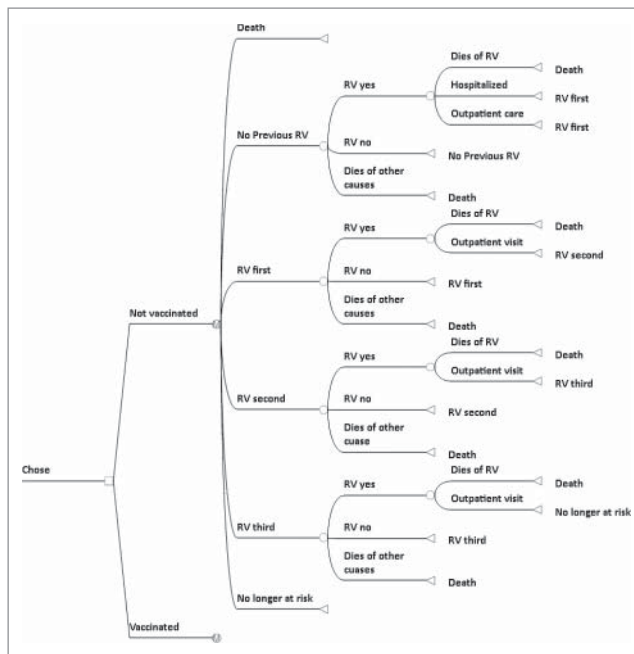 Death
Dies of RV
Death
RV yes
Hospitalized
RV first
Outpatient care
RV first
No Previous RV
RV no
No Previous RV
Dies of other
causes
Death
Dies of RV
Death
RV yes
Outpatient visit
RV second
RV first
RV no
RV first
Dies of other
causes
Death
Not vaccinated
Dies of RV
Death
RV yes
Outpatient visit
RV third
RV second
RV no
RV second
Dies of other
cuase
Death
Chose
Dies of RV
Death
RV yes
Outpatient visit
No longer at risk
RV third
RV no
RV third
Dies of other
cuases
Death
No longer at risk
Vaccinated